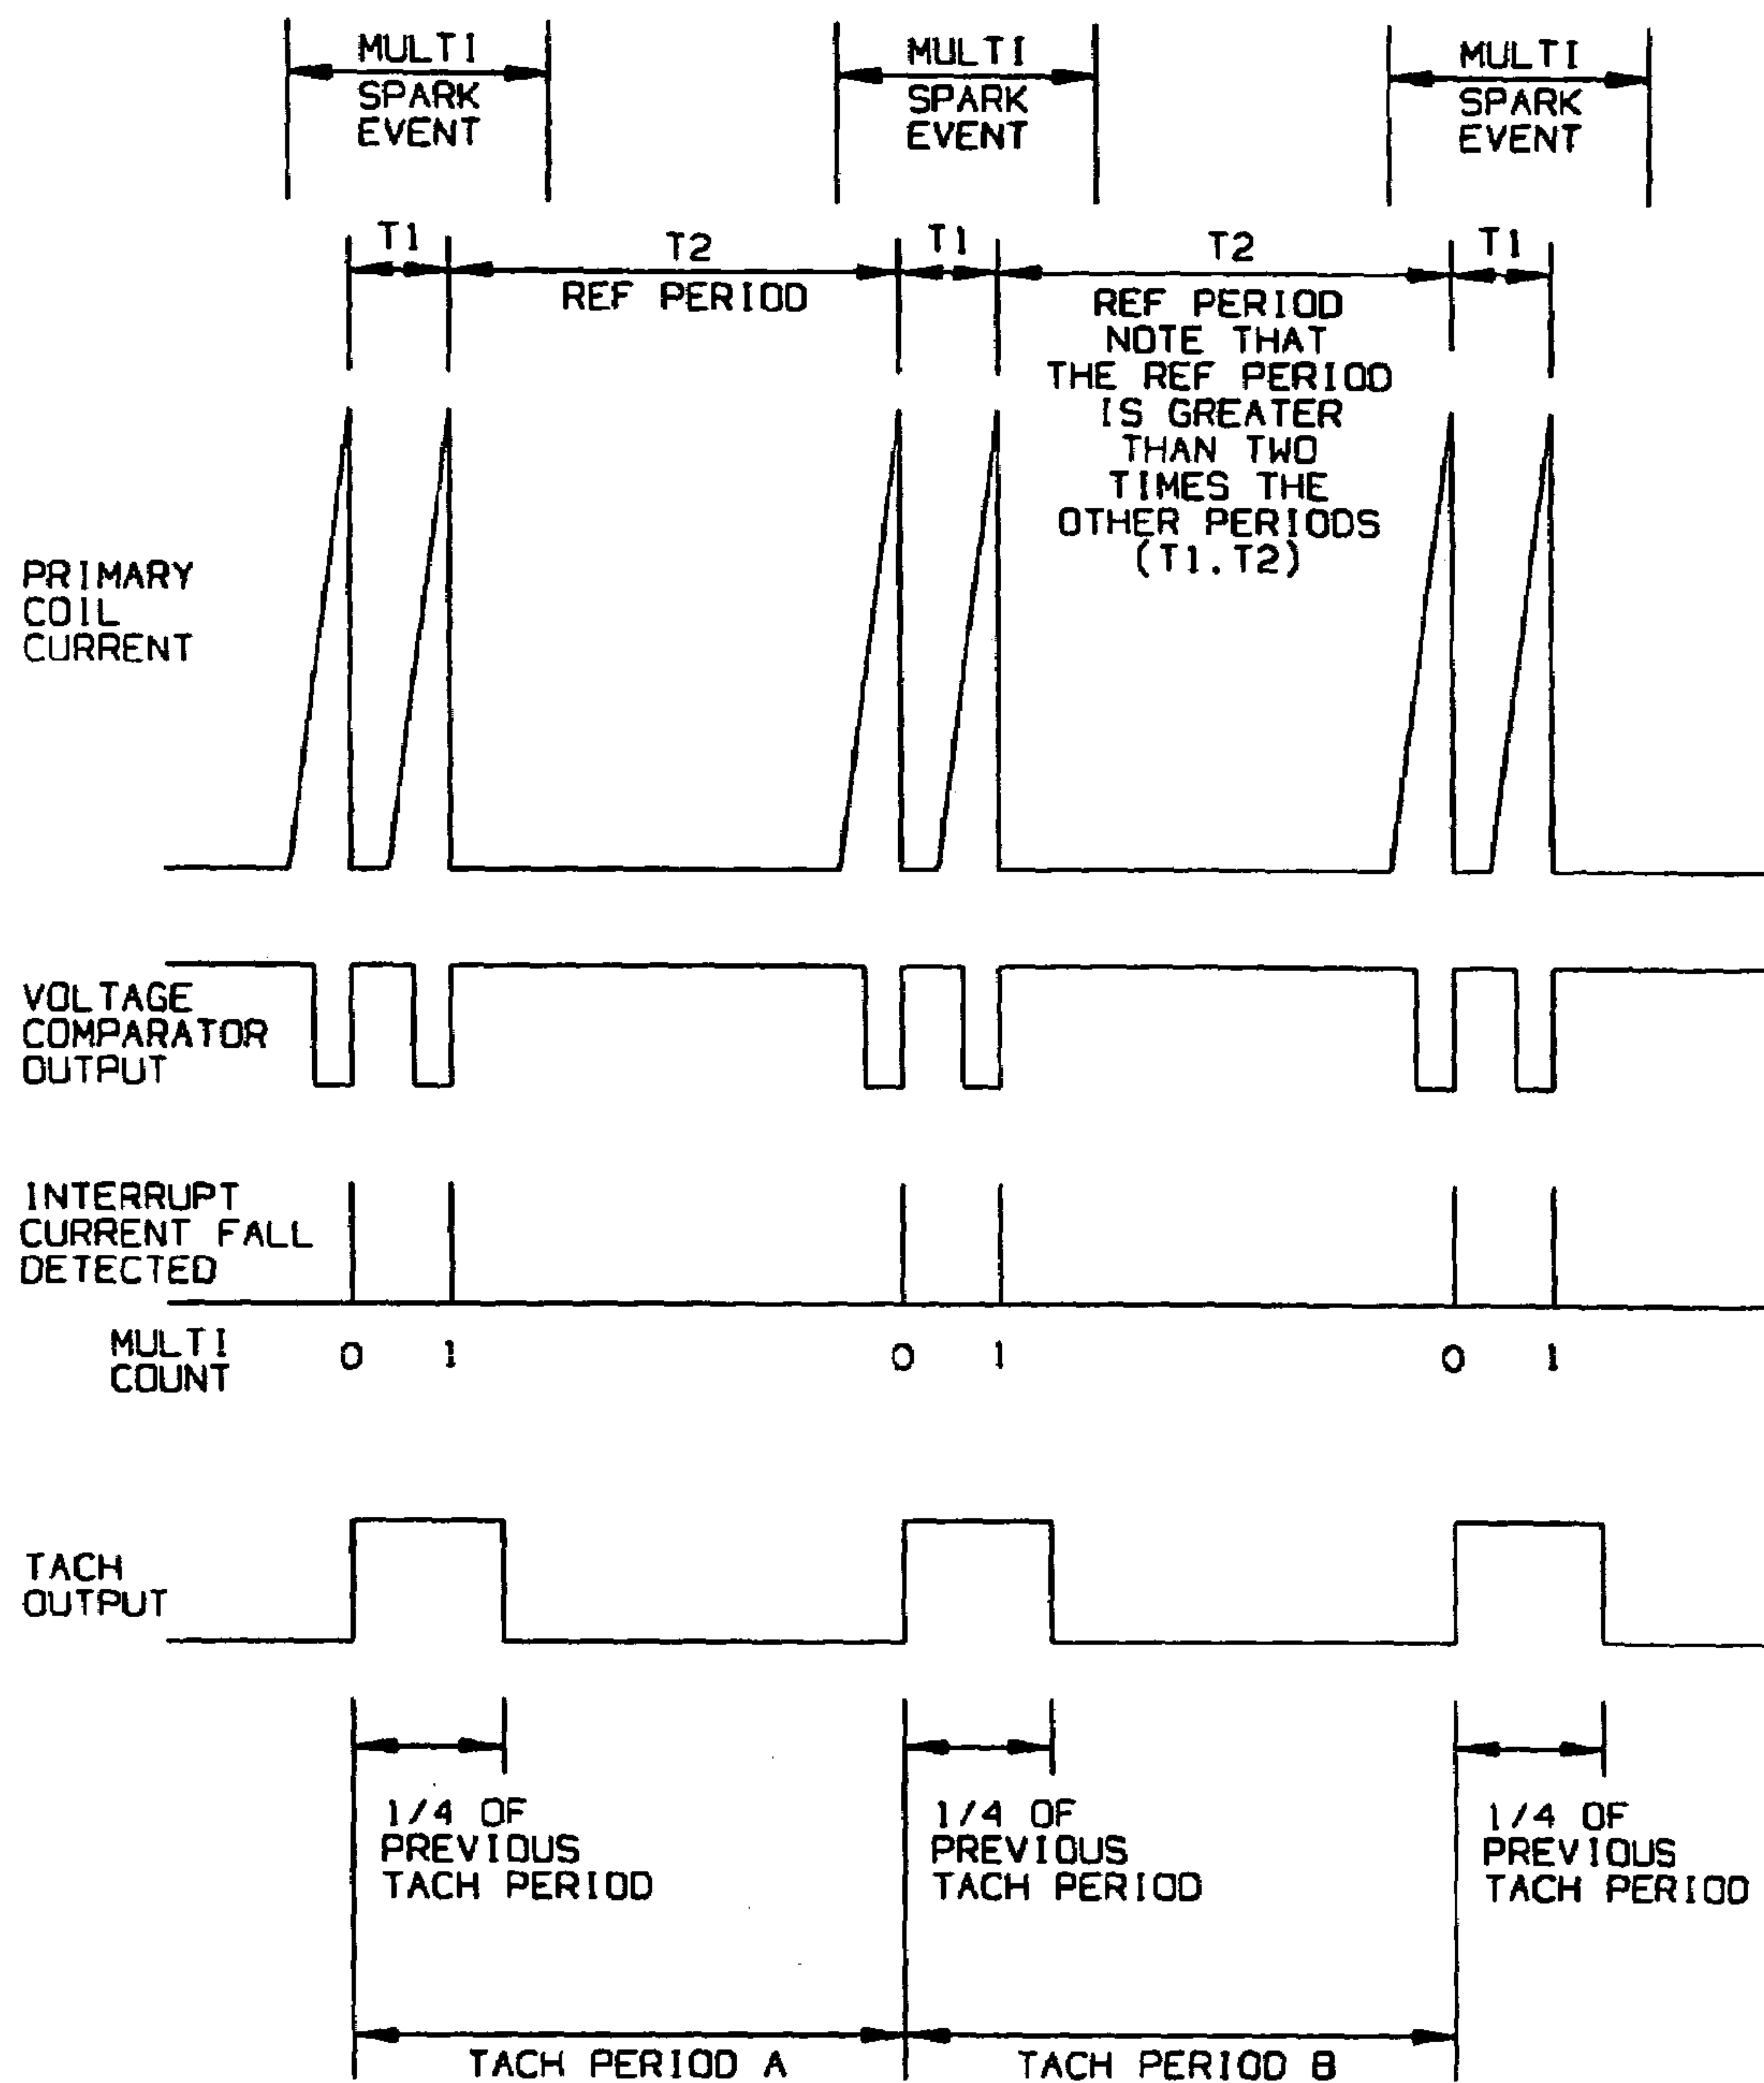 MULTI
SPARK
EVENT
MULTI
SPARK
EVENT
MULTI
SPARK
EVENT
T1
T2
REF PERIOD
T1
T2
REF PERIOD
NOTE THAT
THE REF PERIOD
IS GREATER
THAN TWO
TIMES THE
OTHER PERIODS
(T1.T2)
T1
PRIMARY
COIL
CURRENT
VOLTAGE
COMPARATOR
OUTPUT
INTERRUPT
CURRENT FALL
DETECTED
MULTI
COUNT
0 1 0 1 0 1
TACH
OUTPUT
1/4 OF
PREVIOUS
TACH PERIOD
1/4 OF
PREVIOUS
TACH PERIOD
1/4 OF
PREVIOUS
TACH PERIOD
TACH PERIOD A
TACH PERIOD B